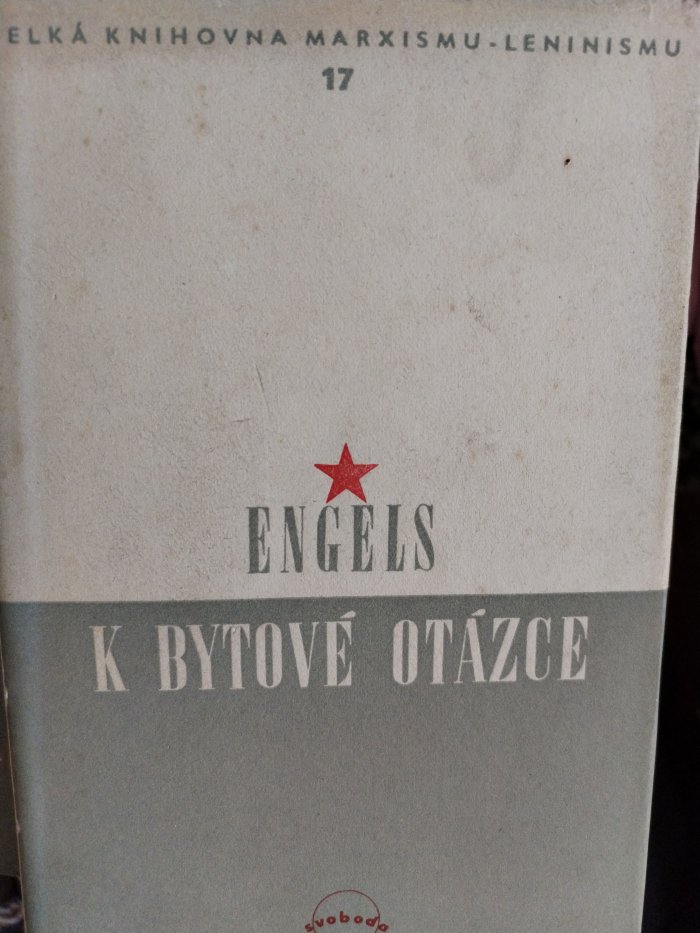 ELKÁ KNIHOVNA MARXISMU-LENINISMU
17
ENGELS
K BYTOVÉ OTÁZCE
svoboda